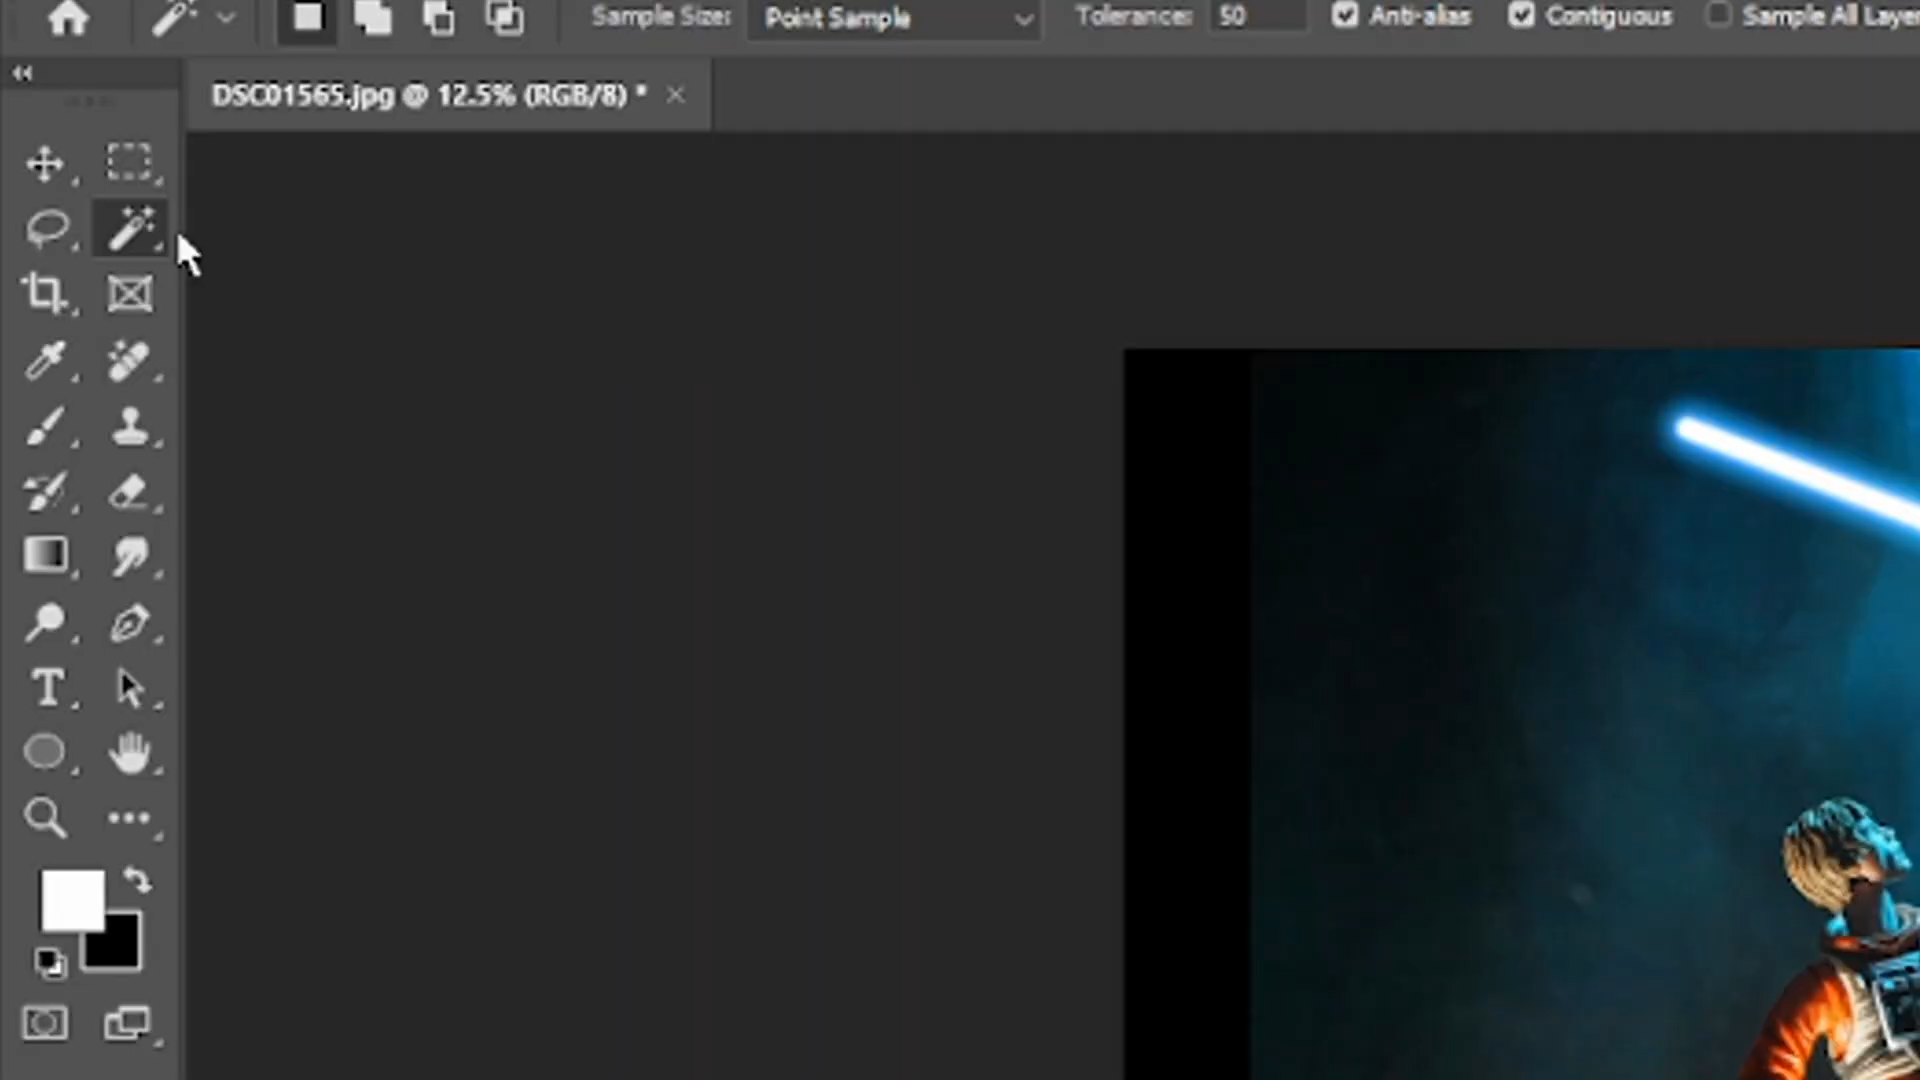 Sample Size: Point Sample Tolerance: 50 Anti-alias Contiguous Sample All Layer
DSC01565.jpg @ 12.5% (RGB/8) *